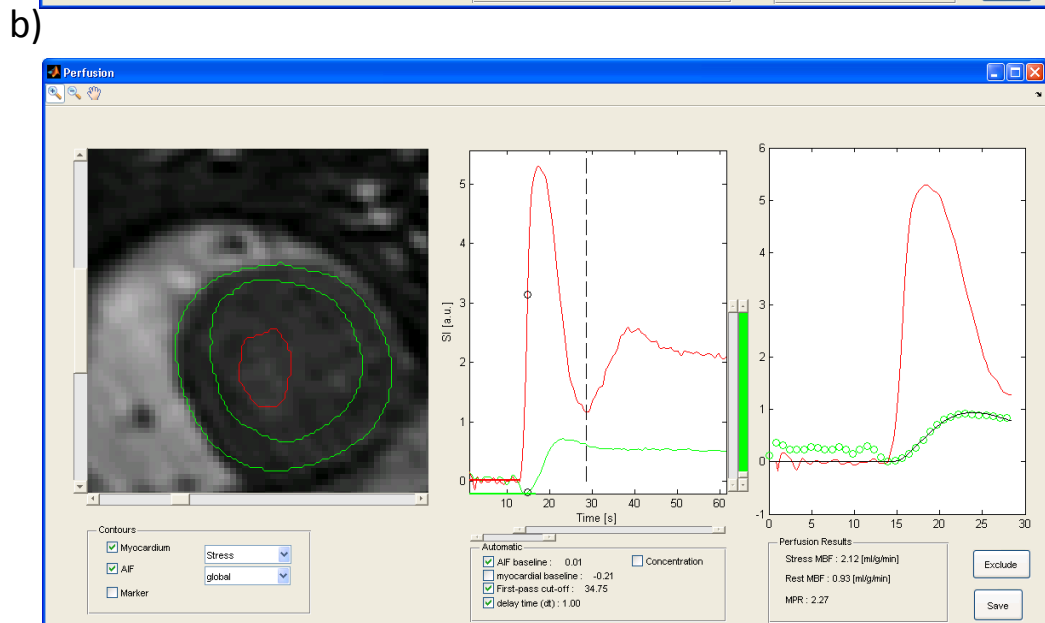 b)
Perfusion
5
4
3
2
1
0
SI [a.u.]
10 20 30 40 50 60
Time [s]
6
5
4
3
2
1
0
-1
0 5 10 15 20 25 30
Contours
Myocardium
AIF
Marker
Stress
global
Automatic
AIF baseline : 0.01
Concentration
myocardial baseline : -0.21
First-pass cut-off : 34.75
delay time (dt) : 1.00
Perfusion Results
Stress MBF : 2.12 [ml/g/min]
Rest MBF : 0.93 [ml/g/min]
MPR : 2.27
Exclude
Save